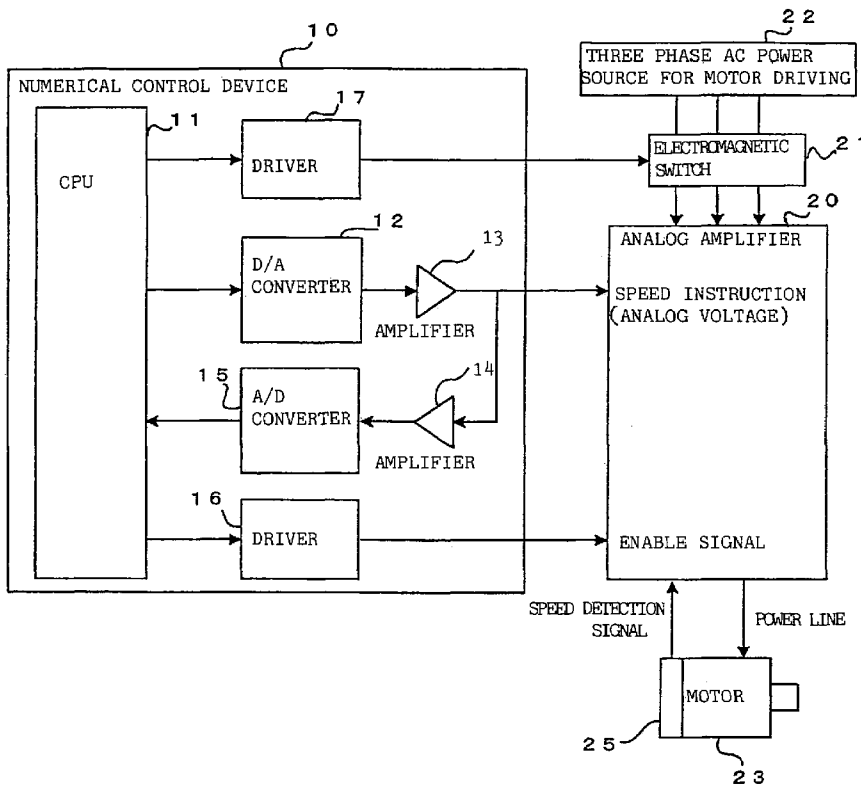 10
22
THREE PHASE AC POWER
SOURCE FOR MOTOR DRIVING
NUMERICAL CONTROL DEVICE
11
17
CPU
DRIVER
ELECTROMAGNETIC
SWITCH
21
20
12
13
ANALOG AMPLIFIER
D/A
CONVERTER
SPEED INSTRUCTION
(ANALOG VOLTAGE)
AMPLIFIER
14
15
A/D
CONVERTER
AMPLIFIER
16
DRIVER
ENABLE SIGNAL
SPEED DETECTION
SIGNAL
POWER LINE
MOTOR
25
23